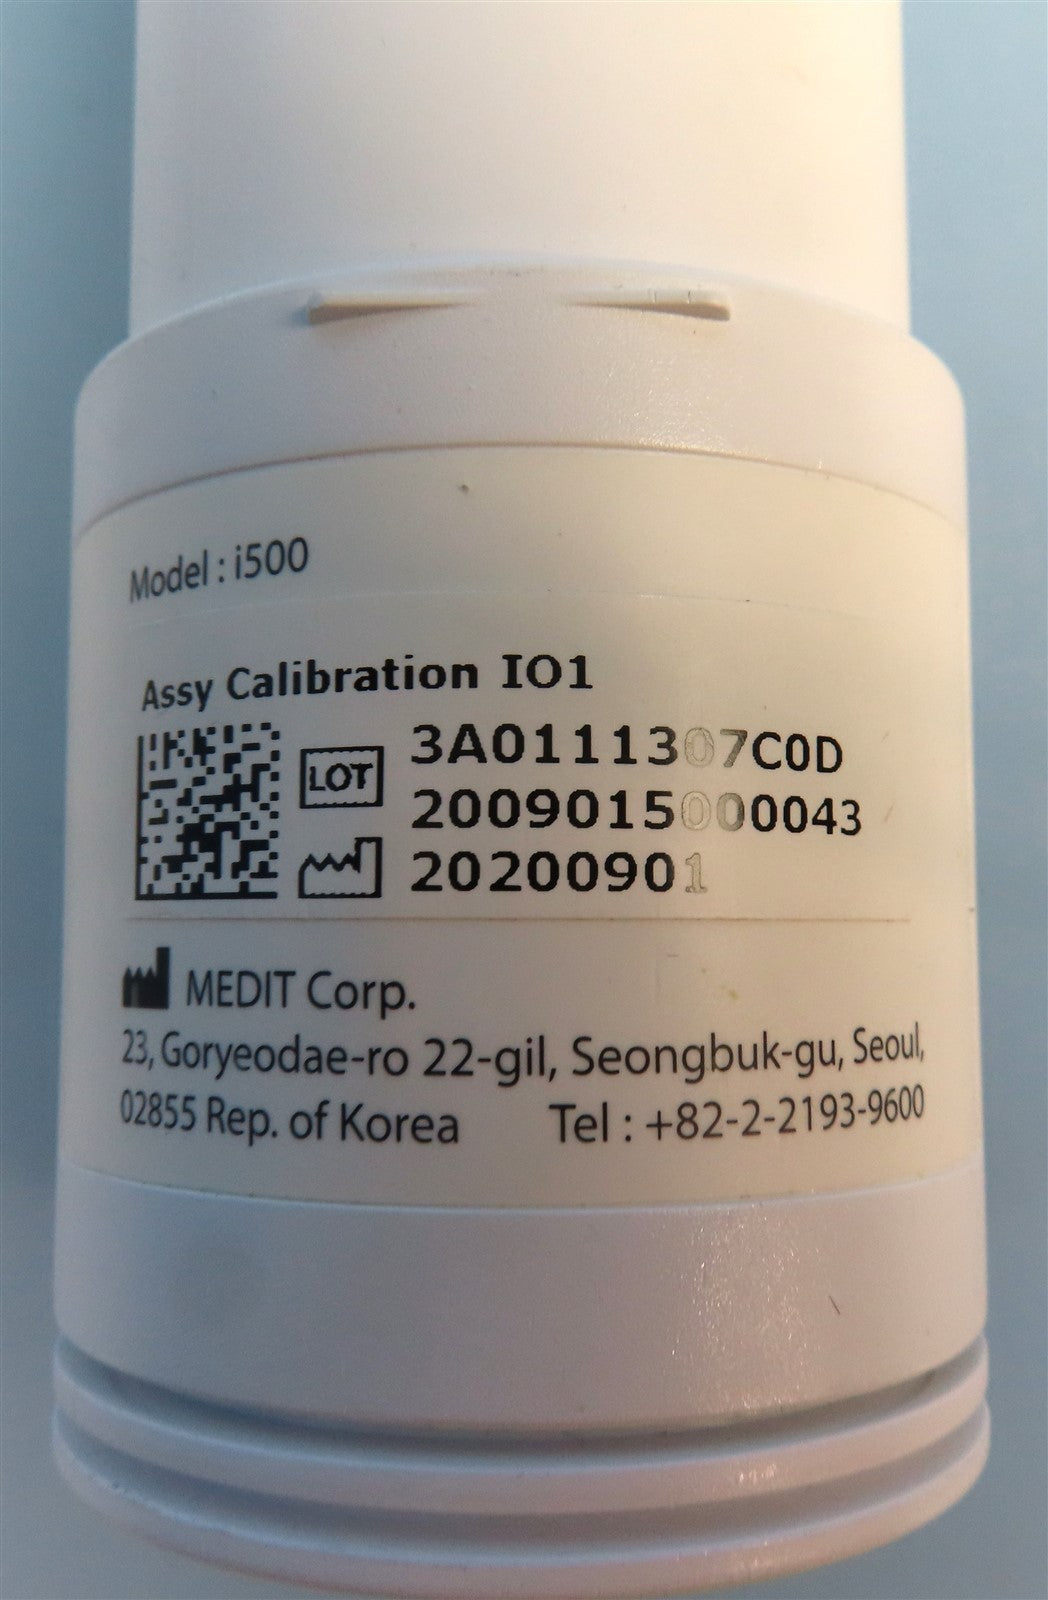 Model : i500
Assy Calibration IO1
3A0111307C0D
LOT 2009015000043
20200901
MEDIT Corp.
23, Goryeodae-ro 22-gil, Seongbuk-gu, Seoul,
02855 Rep. of Korea Tel : +82-2-2193-9600